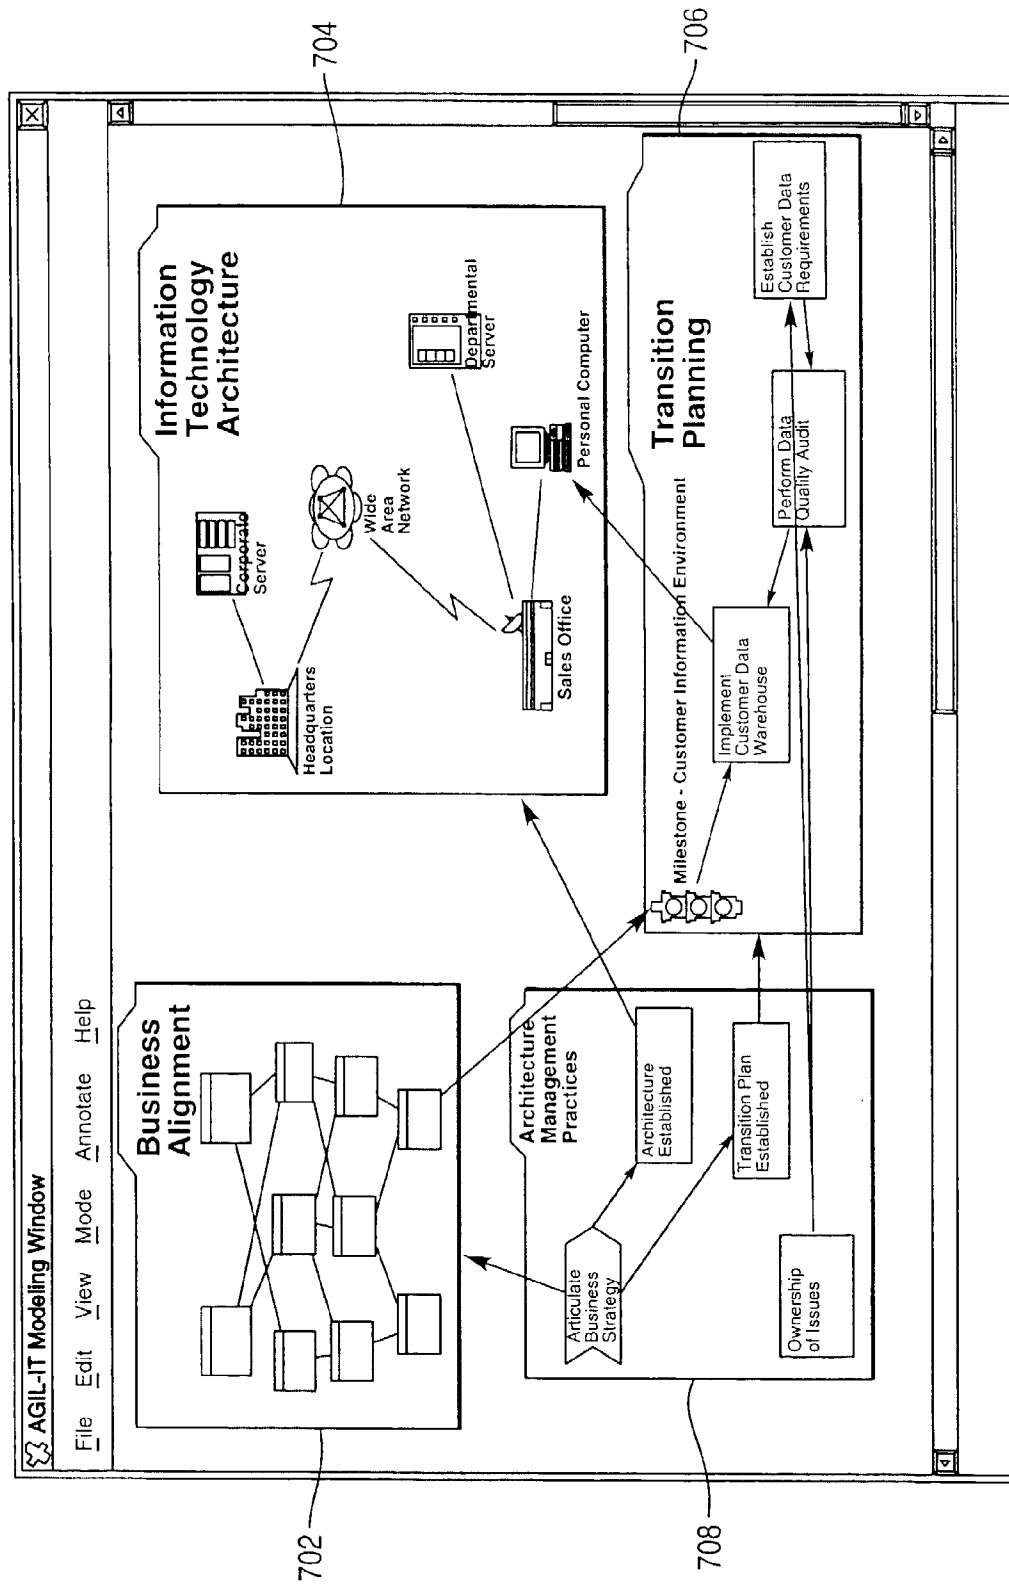 AGIL-IT Modeling Window
File Edit View Mode Annotate Help
702
Business
Alignment
704
Information
Technology
Architecture
Corporate
Server
Headquarters
Location
Wide
Area
Network
Departmental
Server
Sales Office
Personal Computer
708
Architecture
Management
Practices
Articulate
Business
Strategy
Architecture
Established
Transition Plan
Established
Ownership
of Issues
706
Transition
Planning
Milestone - Customer Information Environment
Implement
Customer Data
Warehouse
Perform Data
Quality Audit
Establish
Customer Data
Requirements